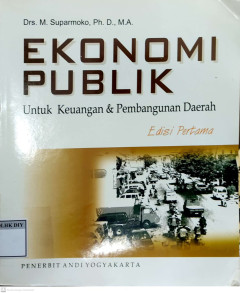 Drs. M. Suparmoko, Ph. D., M.A.
EKONOMI
PUBLIK
Untuk Keuangan & Pembangunan Daerah
Edisi Pertama
PENERBIT ANDI YOGYAKARTA